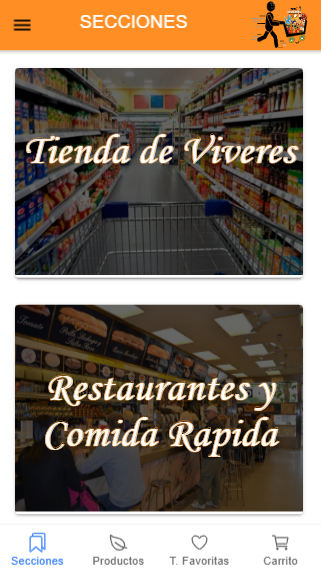 SECCIONES
Tienda de Viveres
Restaurantes y
Comida Rapida
Secciones
Productos
T. Favoritas
Carrito